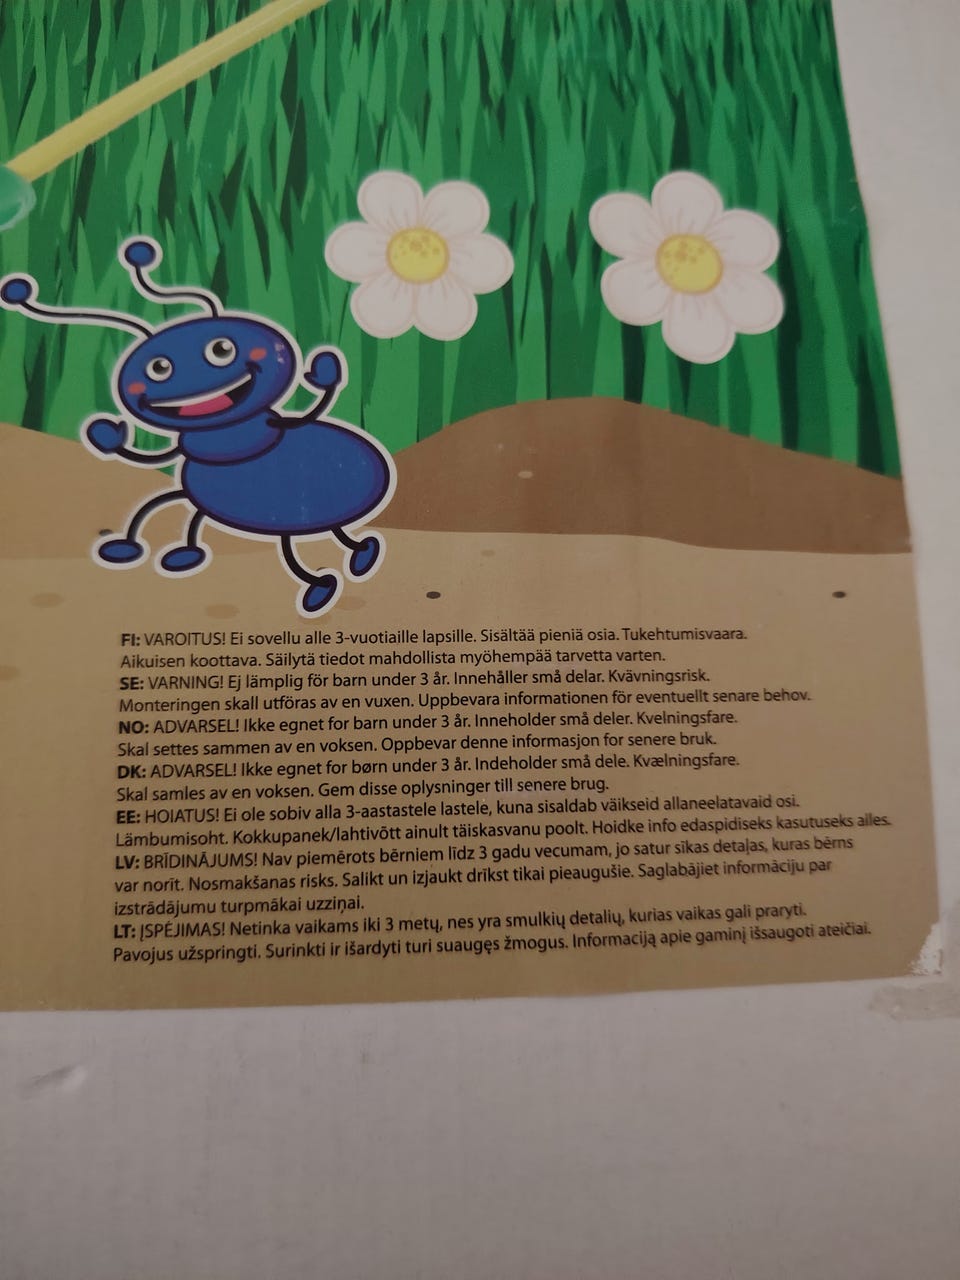 FI: VAROITUS! Ei sovellu alle 3-vuotiaille lapsille. Sisältää pieniä osia. Tukehtumisvaara.
Aikuisen koottava. Säilytä tiedot mahdollista myöhempää tarvetta varten.
SE: VARNING! Ej lämplig för barn under 3 år. Innehåller små delar. Kvävningsrisk.
Monteringen skall utföras av en vuxen. Uppbevara informationen för eventuellt senare behov.
NO: ADVARSEL! Ikke egnet for barn under 3 år. Inneholder små deler. Kvelningsfare.
Skal settes sammen av en voksen. Oppbevar denne informasjon for senere bruk.
DK: ADVARSEL! Ikke egnet for børn under 3 år. Indeholder små dele. Kvælningsfare.
Skal samles av en voksen. Gem disse oplysninger till senere brug.
EE: HOIATUS! Ei ole sobiv alla 3-aastastele lastele, kuna sisaldab väikseid allaneelatavaid osi.
Lämbumisoht. Kokkupanek/lahtivõtt ainult täiskasvanu poolt. Hoidke info edaspidiseks kasutuseks alles.
LV: BRĪDINĀJUMS! Nav piemērots bērniem līdz 3 gadu vecumam, jo satur sīkas detaļas, kuras bērns
var norīt. Nosmakšanas risks. Salikt un izjaukt drīkst tikai pieaugušie. Saglabājiet informāciju par
izstrādājumu turpmākai uzziņai.
LT: ĮSPĖJIMAS! Netinka vaikams iki 3 metų, nes yra smulkių detalių, kurias vaikas gali praryti.
Pavojus užspringti. Surinkti ir išardyti turi suaugęs žmogus. Informaciją apie gaminį išsaugoti ateičiai.